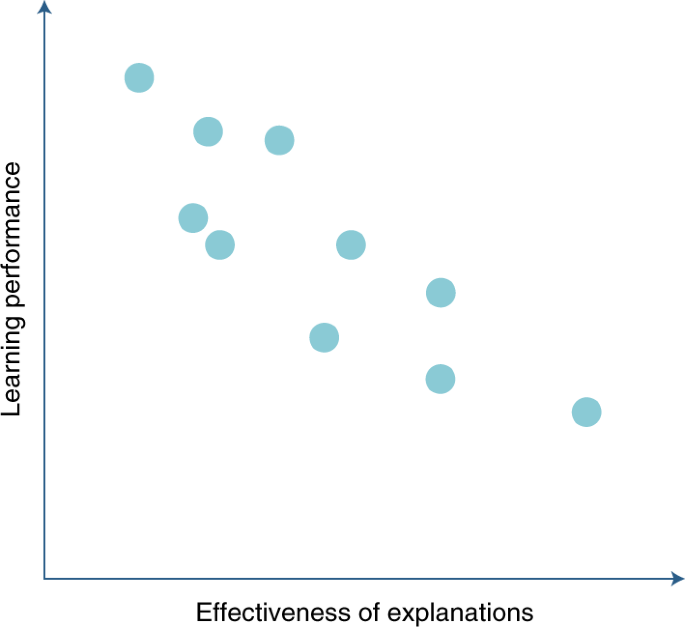 Learning performance
Effectiveness of explanations